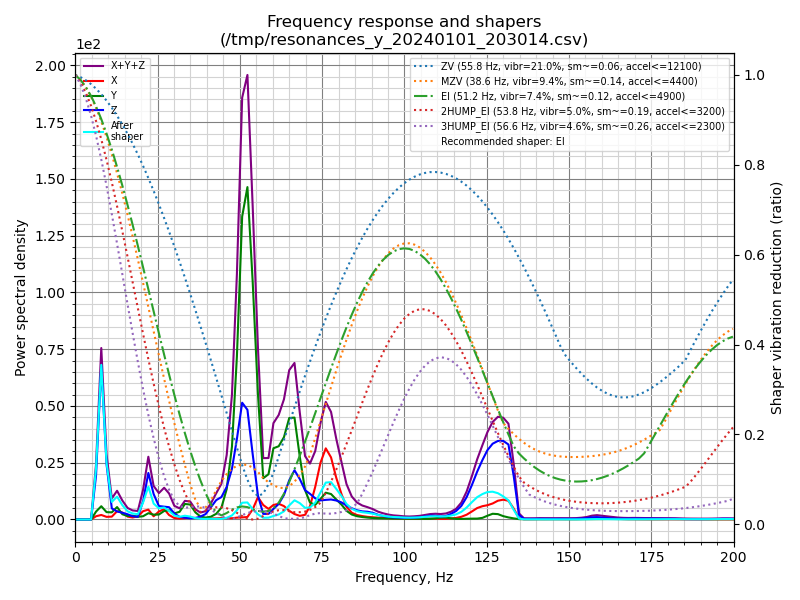 Frequency response and shapers
(/tmp/resonances_y_20240101_203014.csv)
1e2
X+Y+Z
X
Y
Z
After
shaper
ZV (55.8 Hz, vibr=21.0%, sm~=0.06, accel<=12100)
MZV (38.6 Hz, vibr=9.4%, sm~=0.14, accel<=4400)
EI (51.2 Hz, vibr=7.4%, sm~=0.12, accel<=4900)
2HUMP_EI (53.8 Hz, vibr=5.0%, sm~=0.19, accel<=3200)
3HUMP_EI (56.6 Hz, vibr=4.6%, sm~=0.26, accel<=2300)
Recommended shaper: EI
Power spectral density
2.00
1.75
1.50
1.25
1.00
0.75
0.50
0.25
0.00
1.0
0.8
0.6
0.4
0.2
0.0
Shaper vibration reduction (ratio)
0 25 50 75 100 125 150 175 200
Frequency, Hz